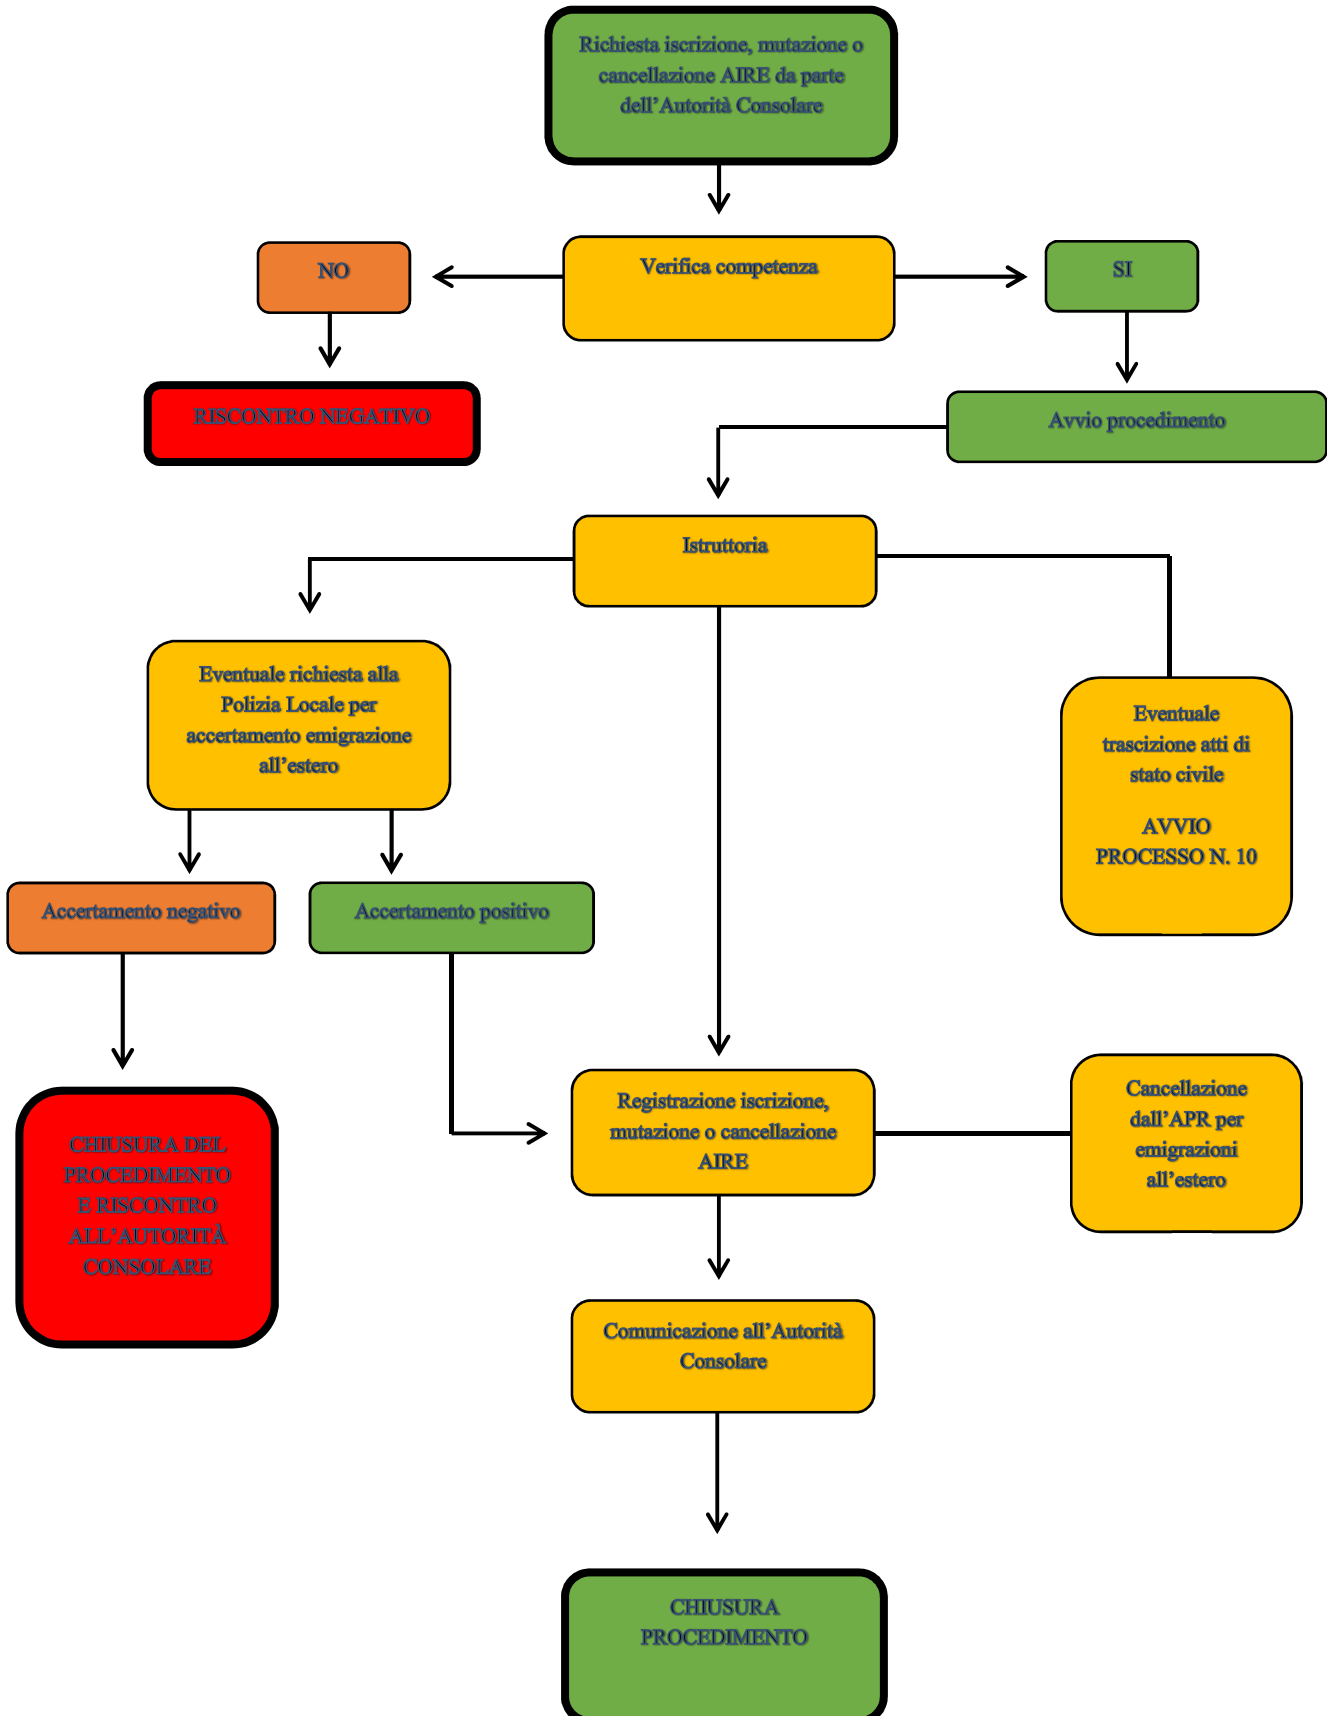 Richiesta iscrizione, mutazione o
cancellazione AIRE da parte
dell’Autorità Consolare
NO
Verifica competenza
SI
RISCONTRO NEGATIVO
Avvio procedimento
Istruttoria
Eventuale richiesta alla
Polizia Locale per
accertamento emigrazione
all’estero
Eventuale
trascizione atti di
stato civile
AVVIO
PROCESSO N. 10
Accertamento negativo
Accertamento positivo
Registrazione iscrizione,
mutazione o cancellazione
AIRE
Cancellazione
dall’APR per
emigrazioni
all’estero
CHIUSURA DEL
PROCEDIMENTO
E RISCONTRO
ALL’AUTORITÀ
CONSOLARE
Comunicazione all’Autorità
Consolare
CHIUSURA
PROCEDIMENTO